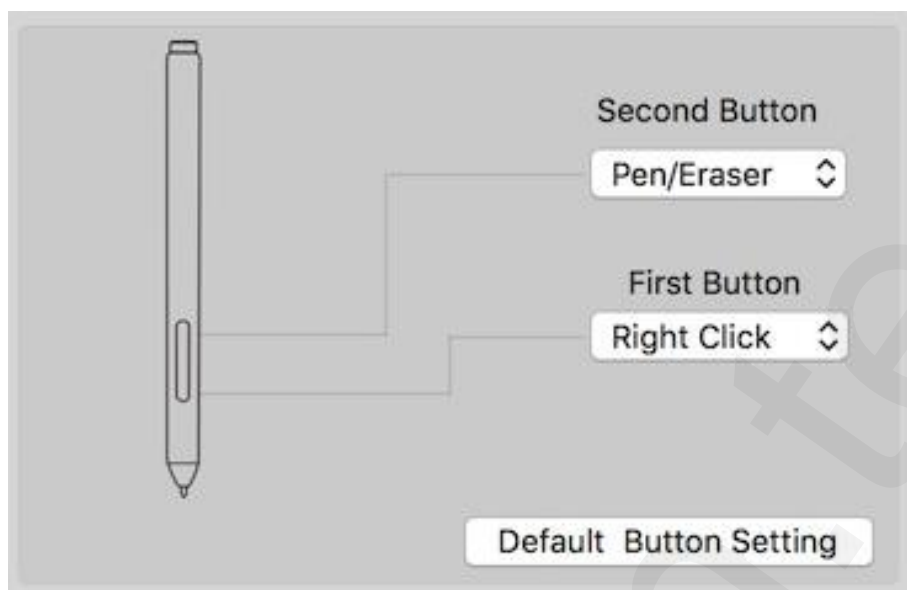 Second Button
Pen/Eraser
First Button
Right Click
Default Button Setting